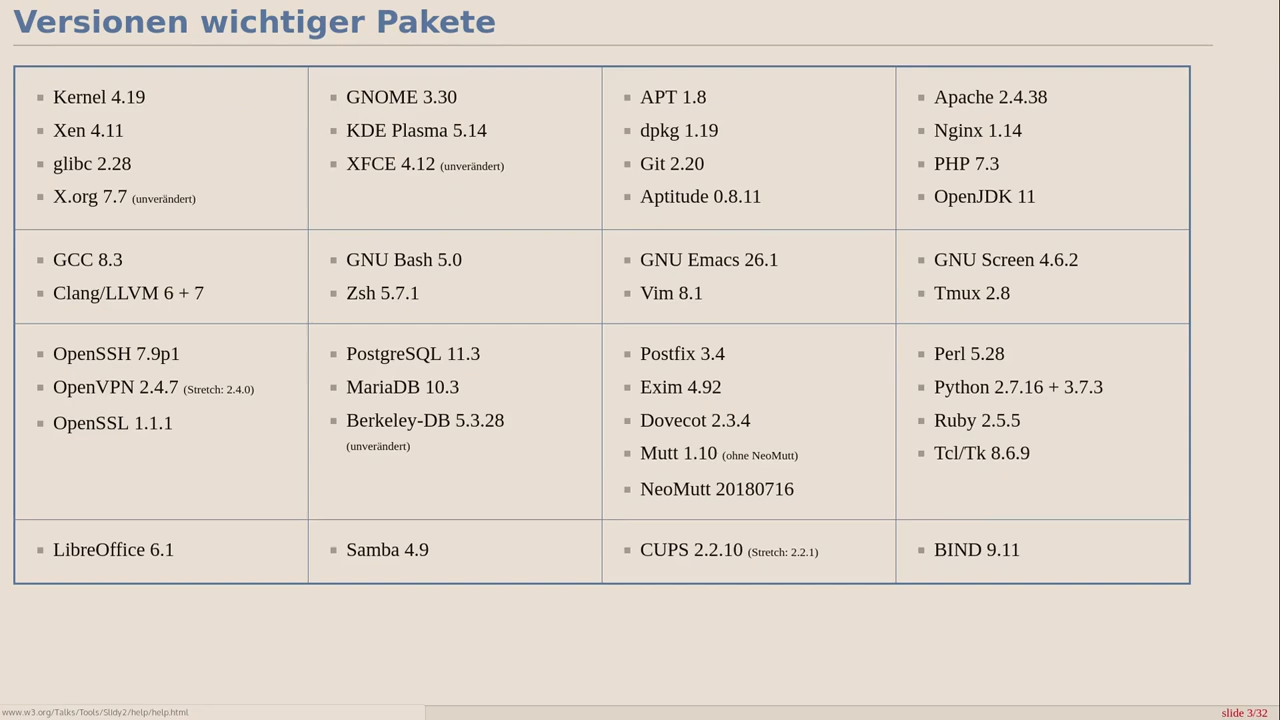 Versionen wichtiger Pakete
Kernel 4.19
Xen 4.11
glibc 2.28
X.org 7.7 (unverändert)
GNOME 3.30
KDE Plasma 5.14
XFCE 4.12 (unverändert)
APT 1.8
dpkg 1.19
Git 2.20
Aptitude 0.8.11
Apache 2.4.38
Nginx 1.14
PHP 7.3
OpenJDK 11
GCC 8.3
Clang/LLVM 6 + 7
GNU Bash 5.0
Zsh 5.7.1
GNU Emacs 26.1
Vim 8.1
GNU Screen 4.6.2
Tmux 2.8
OpenSSH 7.9p1
OpenVPN 2.4.7 (Stretch: 2.4.0)
OpenSSL 1.1.1
PostgreSQL 11.3
MariaDB 10.3
Berkeley-DB 5.3.28
(unverändert)
Postfix 3.4
Exim 4.92
Dovecot 2.3.4
Mutt 1.10 (ohne NeoMutt)
NeoMutt 20180716
Perl 5.28
Python 2.7.16 + 3.7.3
Ruby 2.5.5
Tcl/Tk 8.6.9
LibreOffice 6.1
Samba 4.9
CUPS 2.2.10 (Stretch: 2.2.1)
BIND 9.11
www.w3.org/Talks/Tools/Slidy2/help/help.html
slide 3/32